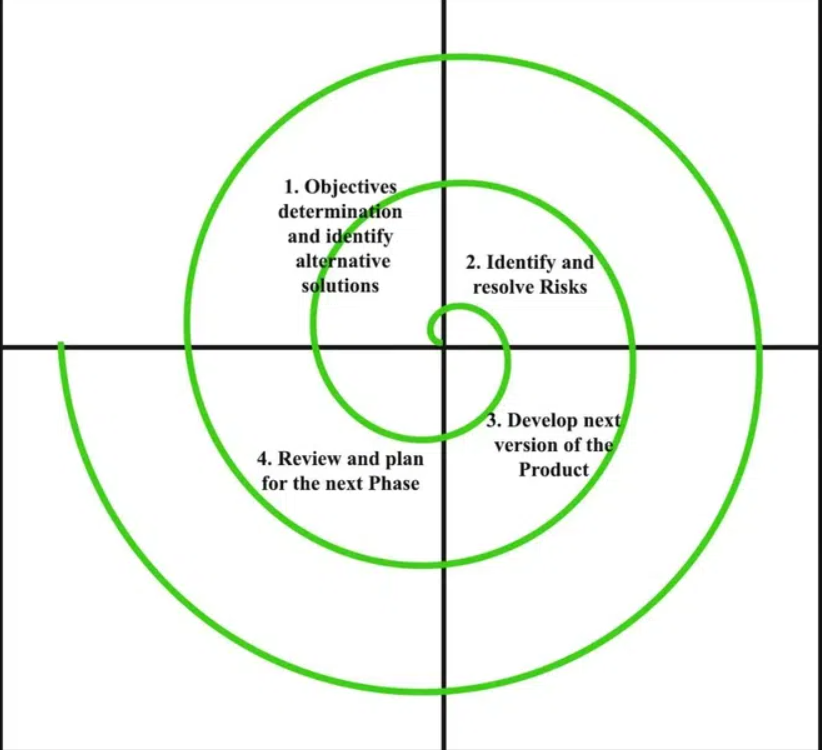 1. Objectives
determination
and identify
alternative
solutions
2. Identify and
resolve Risks
3. Develop next
version of the
Product
4. Review and plan
for the next Phase